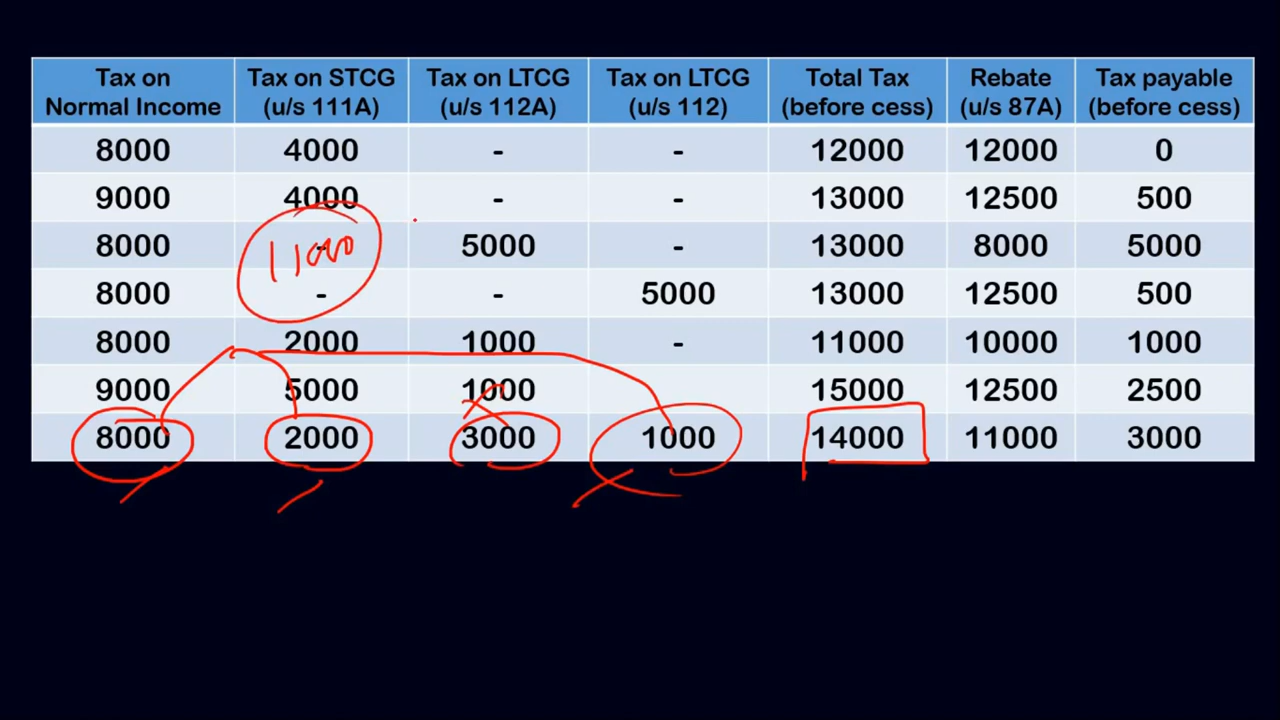 Tax on Normal Income Tax on STCG (u/s 111A) Tax on LTCG (u/s 112A) Tax on LTCG (u/s 112) Total Tax (before cess) Rebate (u/s 87A) Tax payable (before cess)
8000 4000 - - 12000 12000 0
9000 4000 - - 13000 12500 500
8000 - 5000 - 13000 8000 5000
11000
8000 - - 5000 13000 12500 500
8000 2000 1000 - 11000 10000 1000
9000 5000 1000 15000 12500 2500
8000 2000 3000 1000 14000 11000 3000